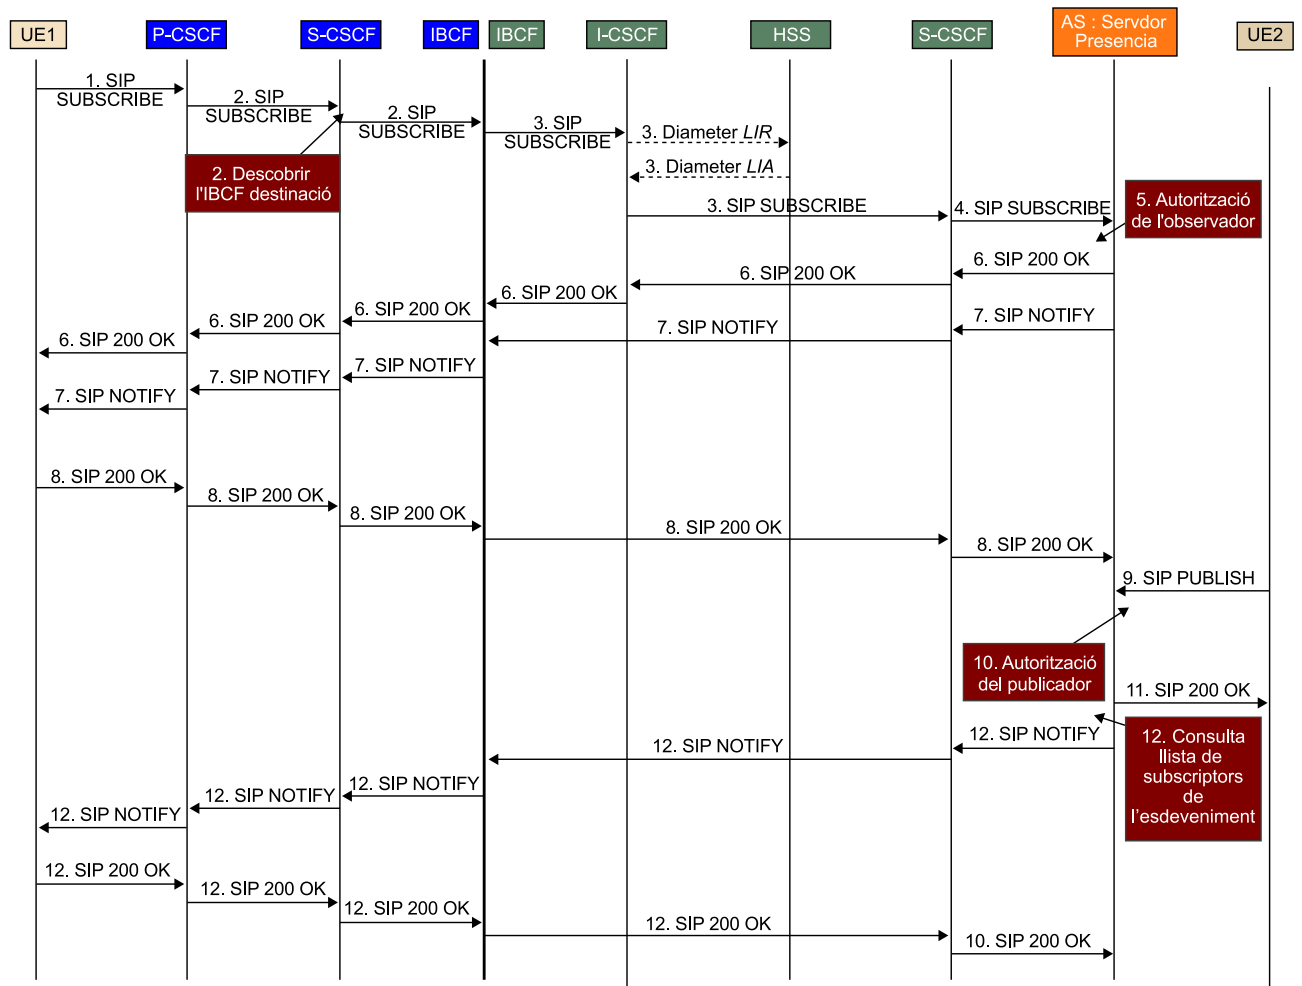 UE1
P-CSCF
S-CSCF
IBCF
IBCF
I-CSCF
HSS
S-CSCF
AS : Servdor
Presencia
UE2
1. SIP
SUBSCRIBE
2. SIP
SUBSCRIBE
2. SIP
SUBSCRIBE
3. SIP
SUBSCRIBE
3. Diameter LIR
3. Diameter LIA
2. Descobrir
l'IBCF destinació
3. SIP SUBSCRIBE
4. SIP SUBSCRIBE
5. Autorització
de l'observador
6. SIP 200 OK
6. SIP 200 OK
6. SIP 200 OK
6. SIP 200 OK
6. SIP 200 OK
6. SIP 200 OK
7. SIP NOTIFY
7. SIP NOTIFY
7. SIP NOTIFY
7. SIP NOTIFY
7. SIP NOTIFY
8. SIP 200 OK
8. SIP 200 OK
8. SIP 200 OK
8. SIP 200 OK
8. SIP 200 OK
9. SIP PUBLISH
10. Autorització
del publicador
11. SIP 200 OK
12. Consulta
llista de
subscriptors
de
l'esdeveniment
12. SIP NOTIFY
12. SIP NOTIFY
12. SIP NOTIFY
12. SIP NOTIFY
12. SIP NOTIFY
12. SIP 200 OK
12. SIP 200 OK
12. SIP 200 OK
12. SIP 200 OK
10. SIP 200 OK